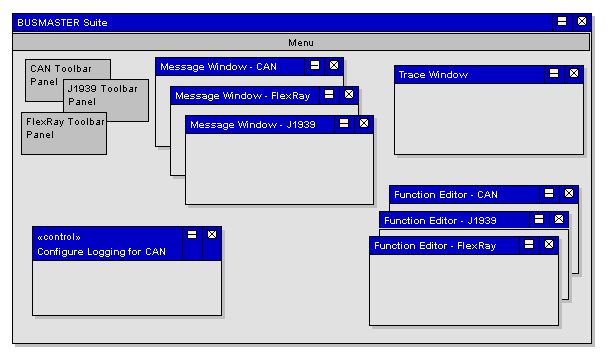 BUSMASTER Suite
Menu
CAN Toolbar
Panel
J1939 Toolbar
Panel
FlexRay Toolbar
Panel
Message Window - CAN
Message Window - FlexRay
Message Window - J1939
Trace Window
Function Editor - CAN
Function Editor - J1939
Function Editor - FlexRay
«control»
Configure Logging for CAN